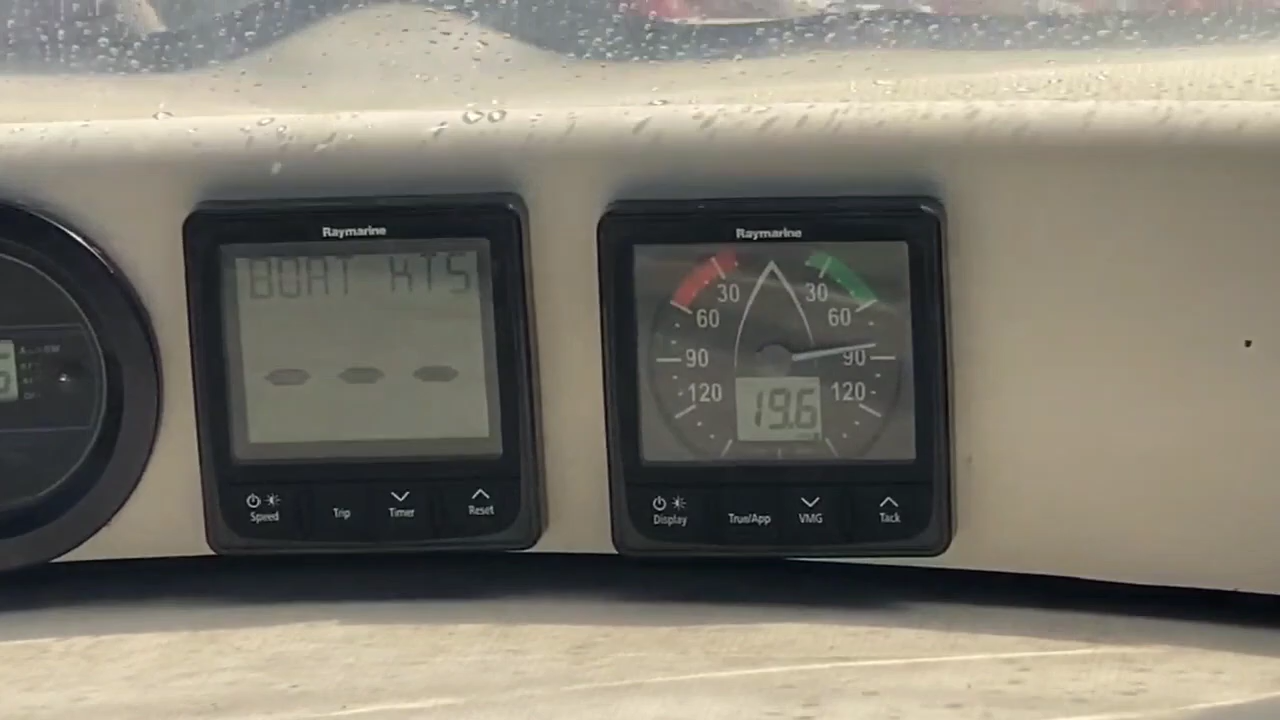 Raymarine
BOAT KTS
- - -
Speed
Trip
Timer
Reset
Raymarine
30 30
60 60
90 90
120 120
19.6
Display
True/App
VMG
Tack